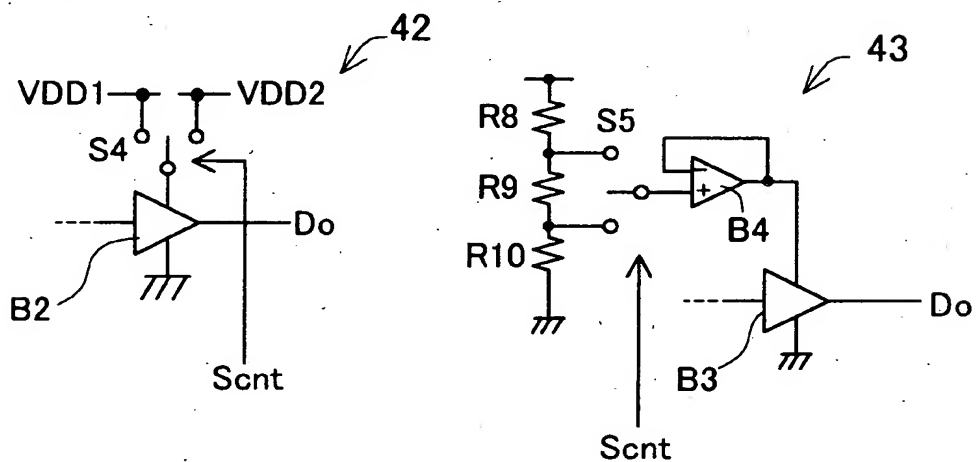 42
VDD1
VDD2
S4
Do
B2
Scnt
43
R8
S5
R9
B4
R10
Do
B3
Scnt